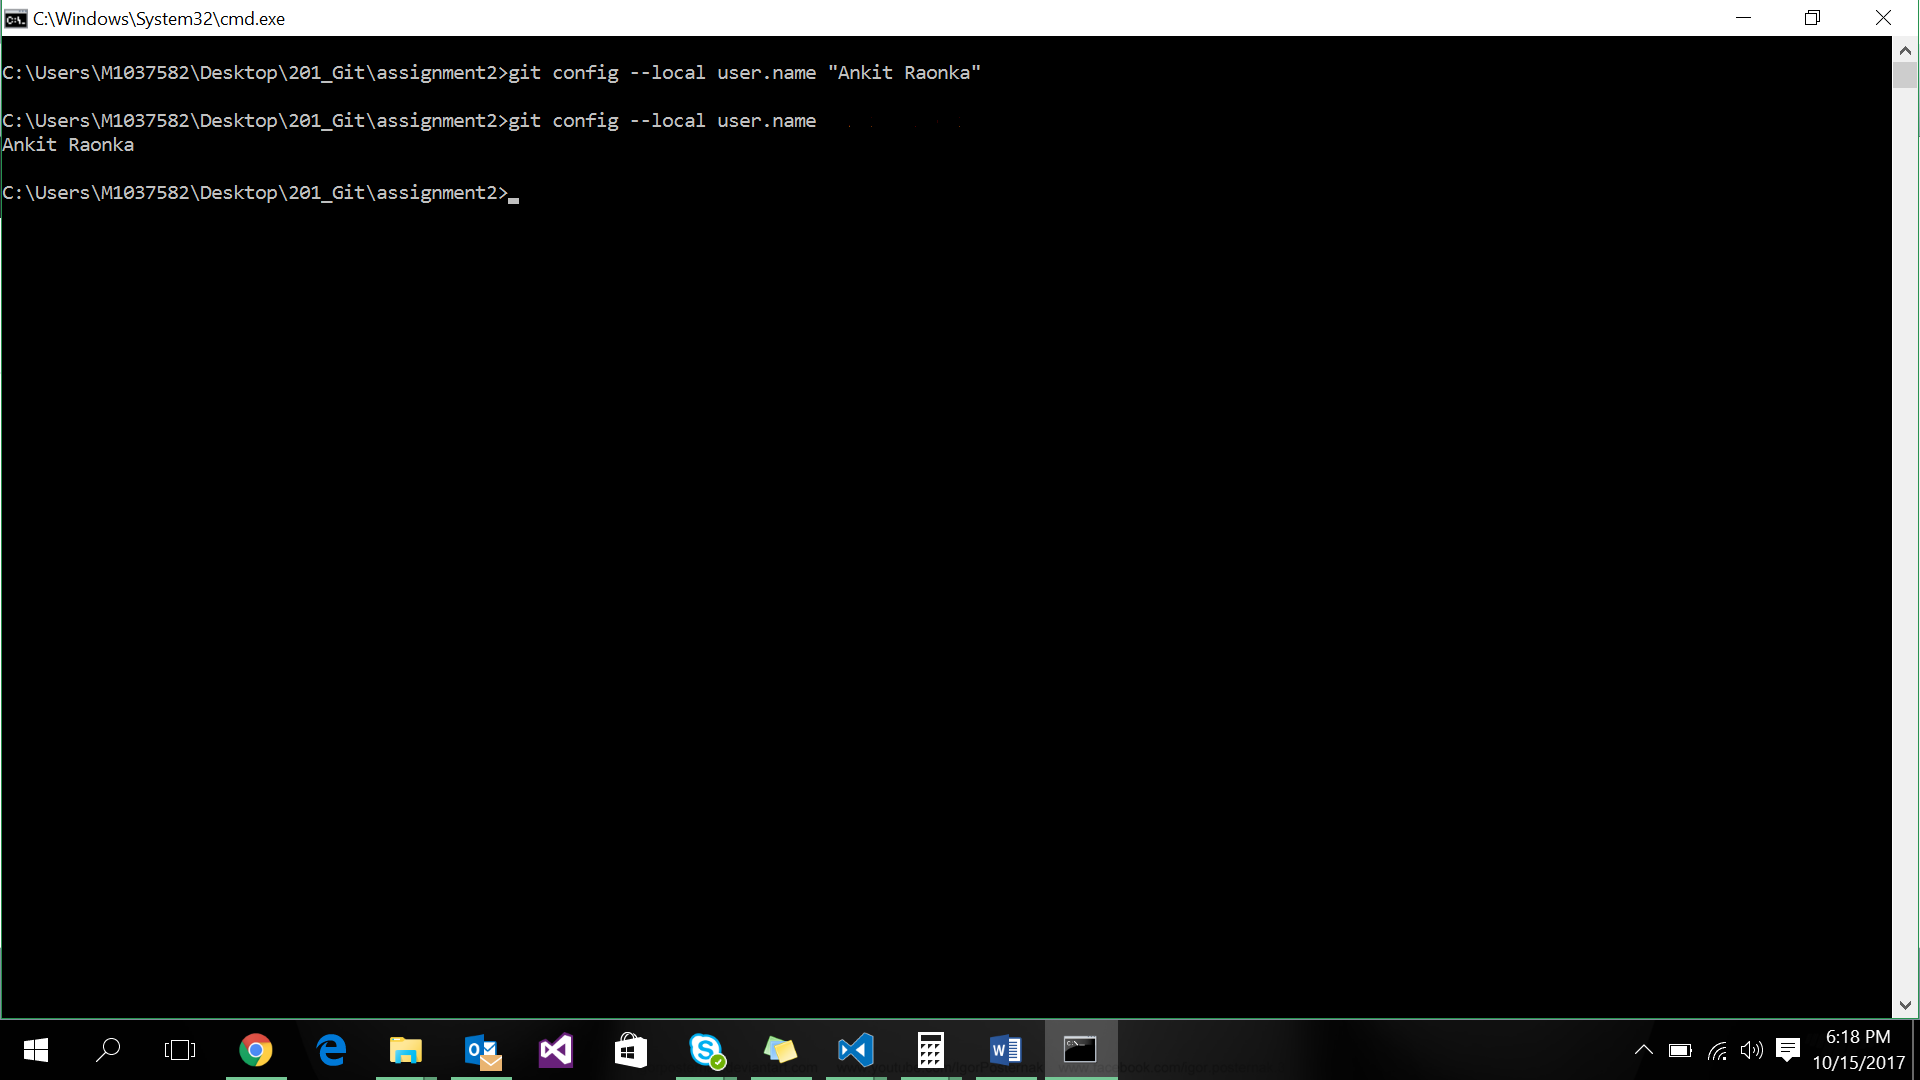 C:\Windows\System32\cmd.exe
C:\Users\M1037582\Desktop\201_Git\assignment2>git config --local user.name "Ankit Raonka"
C:\Users\M1037582\Desktop\201_Git\assignment2>git config --local user.name
Ankit Raonka
C:\Users\M1037582\Desktop\201_Git\assignment2>
6:18 PM
10/15/2017